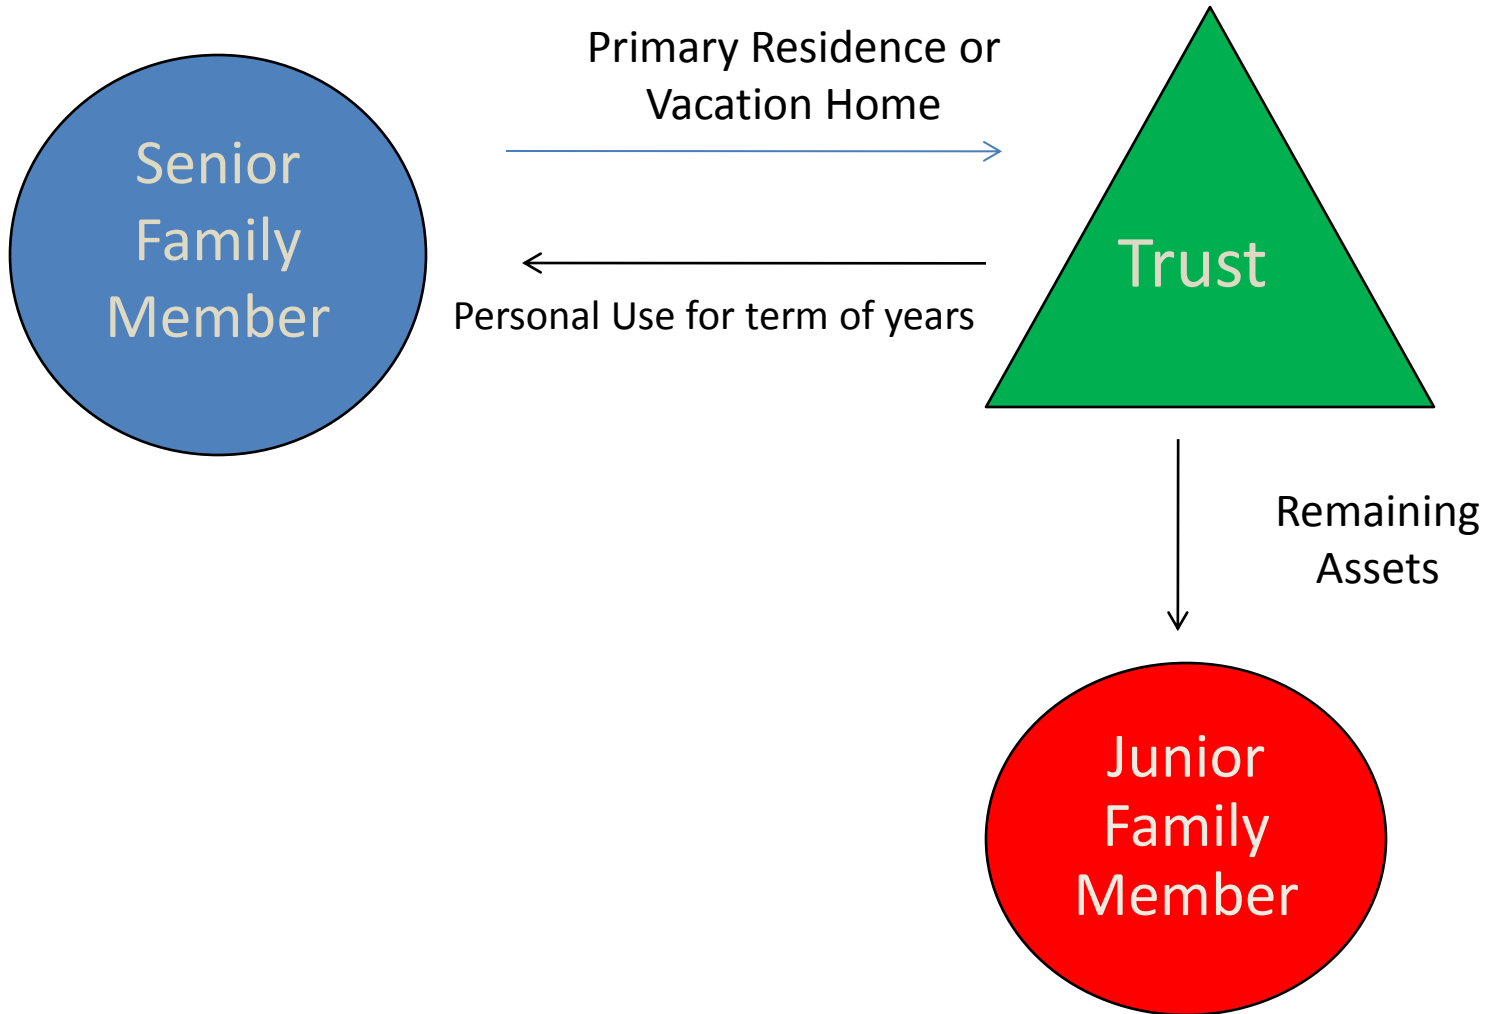 Primary Residence or
Vacation Home
Senior
Family
Member
Trust
Personal Use for term of years
Remaining
Assets
Junior
Family
Member